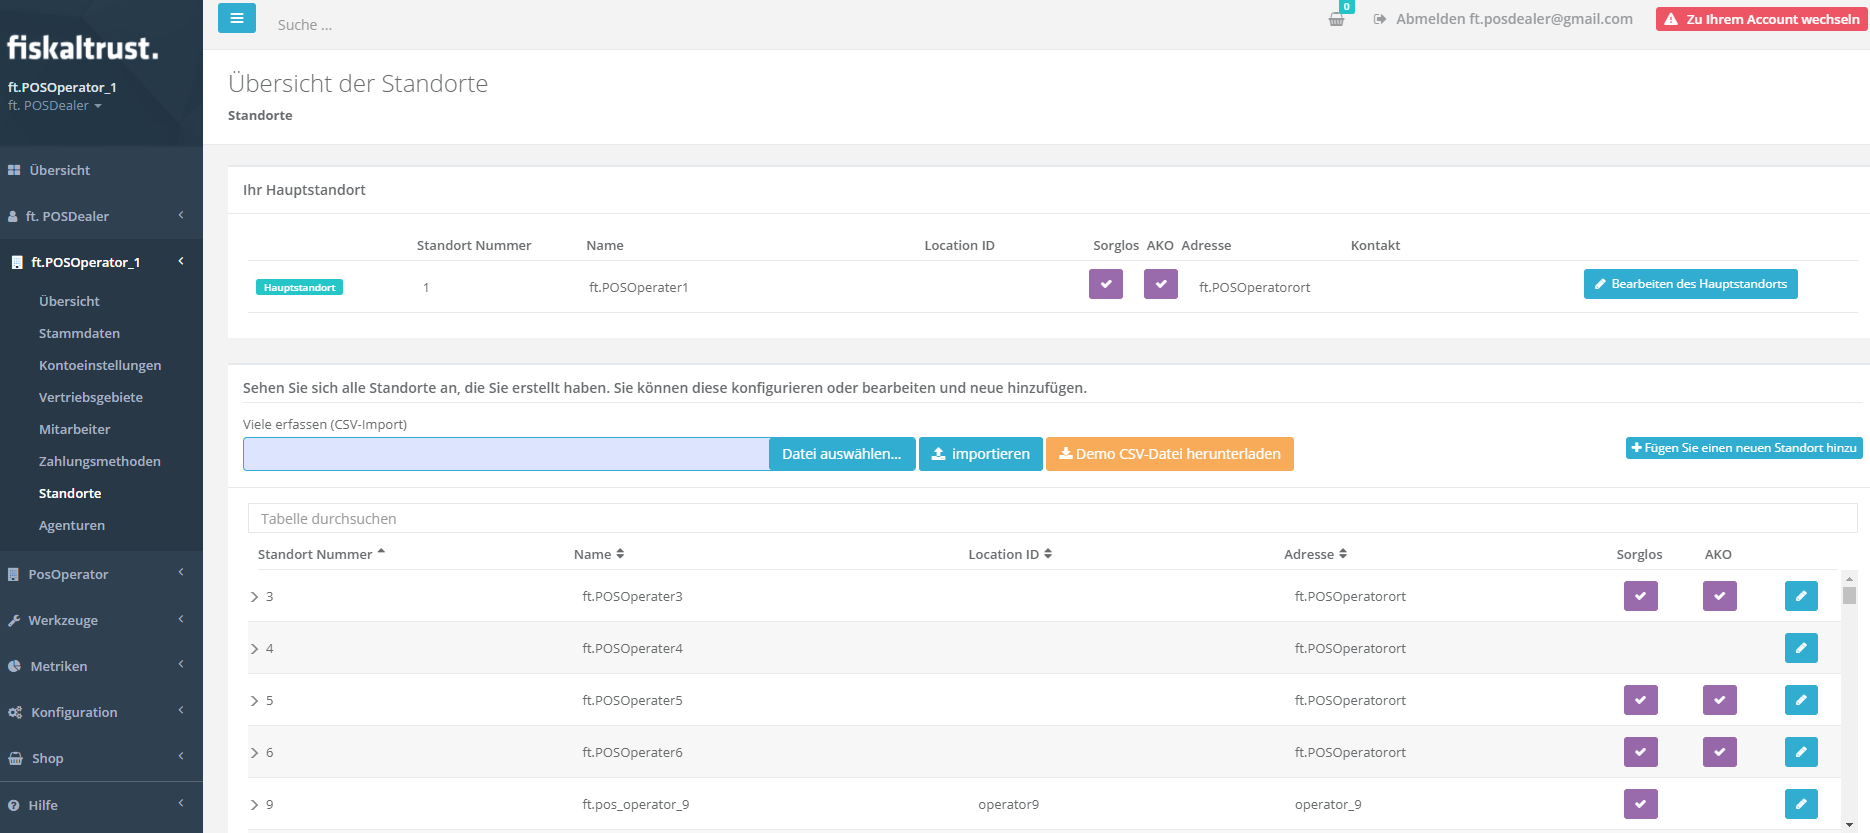 fiskaltrust.
ft.POSOperator_1
ft. POSDealer
Übersicht
ft. POSDealer
ft.POSOperator_1
Übersicht
Stammdaten
Kontoeinstellungen
Vertriebsgebiete
Mitarbeiter
Zahlungsmethoden
Standorte
Agenturen
PosOperator
Werkzeuge
Metriken
Konfiguration
Shop
Hilfe
Suche ...
0
Abmelden ft.posdealer@gmail.com
Zu Ihrem Account wechseln
Übersicht der Standorte
Standorte
Ihr Hauptstandort
Standort Nummer Name Location ID Sorglos AKO Adresse Kontakt
Hauptstandort 1 ft.POSOperater1 ft.POSOperatorort Bearbeiten des Hauptstandorts
Sehen Sie sich alle Standorte an, die Sie erstellt haben. Sie können diese konfigurieren oder bearbeiten und neue hinzufügen.
Viele erfassen (CSV-Import)
Datei auswählen... importieren Demo CSV-Datei herunterladen Fügen Sie einen neuen Standort hinzu
Tabelle durchsuchen
Standort Nummer Name Location ID Adresse Sorglos AKO
3 ft.POSOperater3 ft.POSOperatorort
4 ft.POSOperater4 ft.POSOperatorort
5 ft.POSOperater5 ft.POSOperatorort
6 ft.POSOperater6 ft.POSOperatorort
9 ft.pos_operator_9 operator9 operator_9